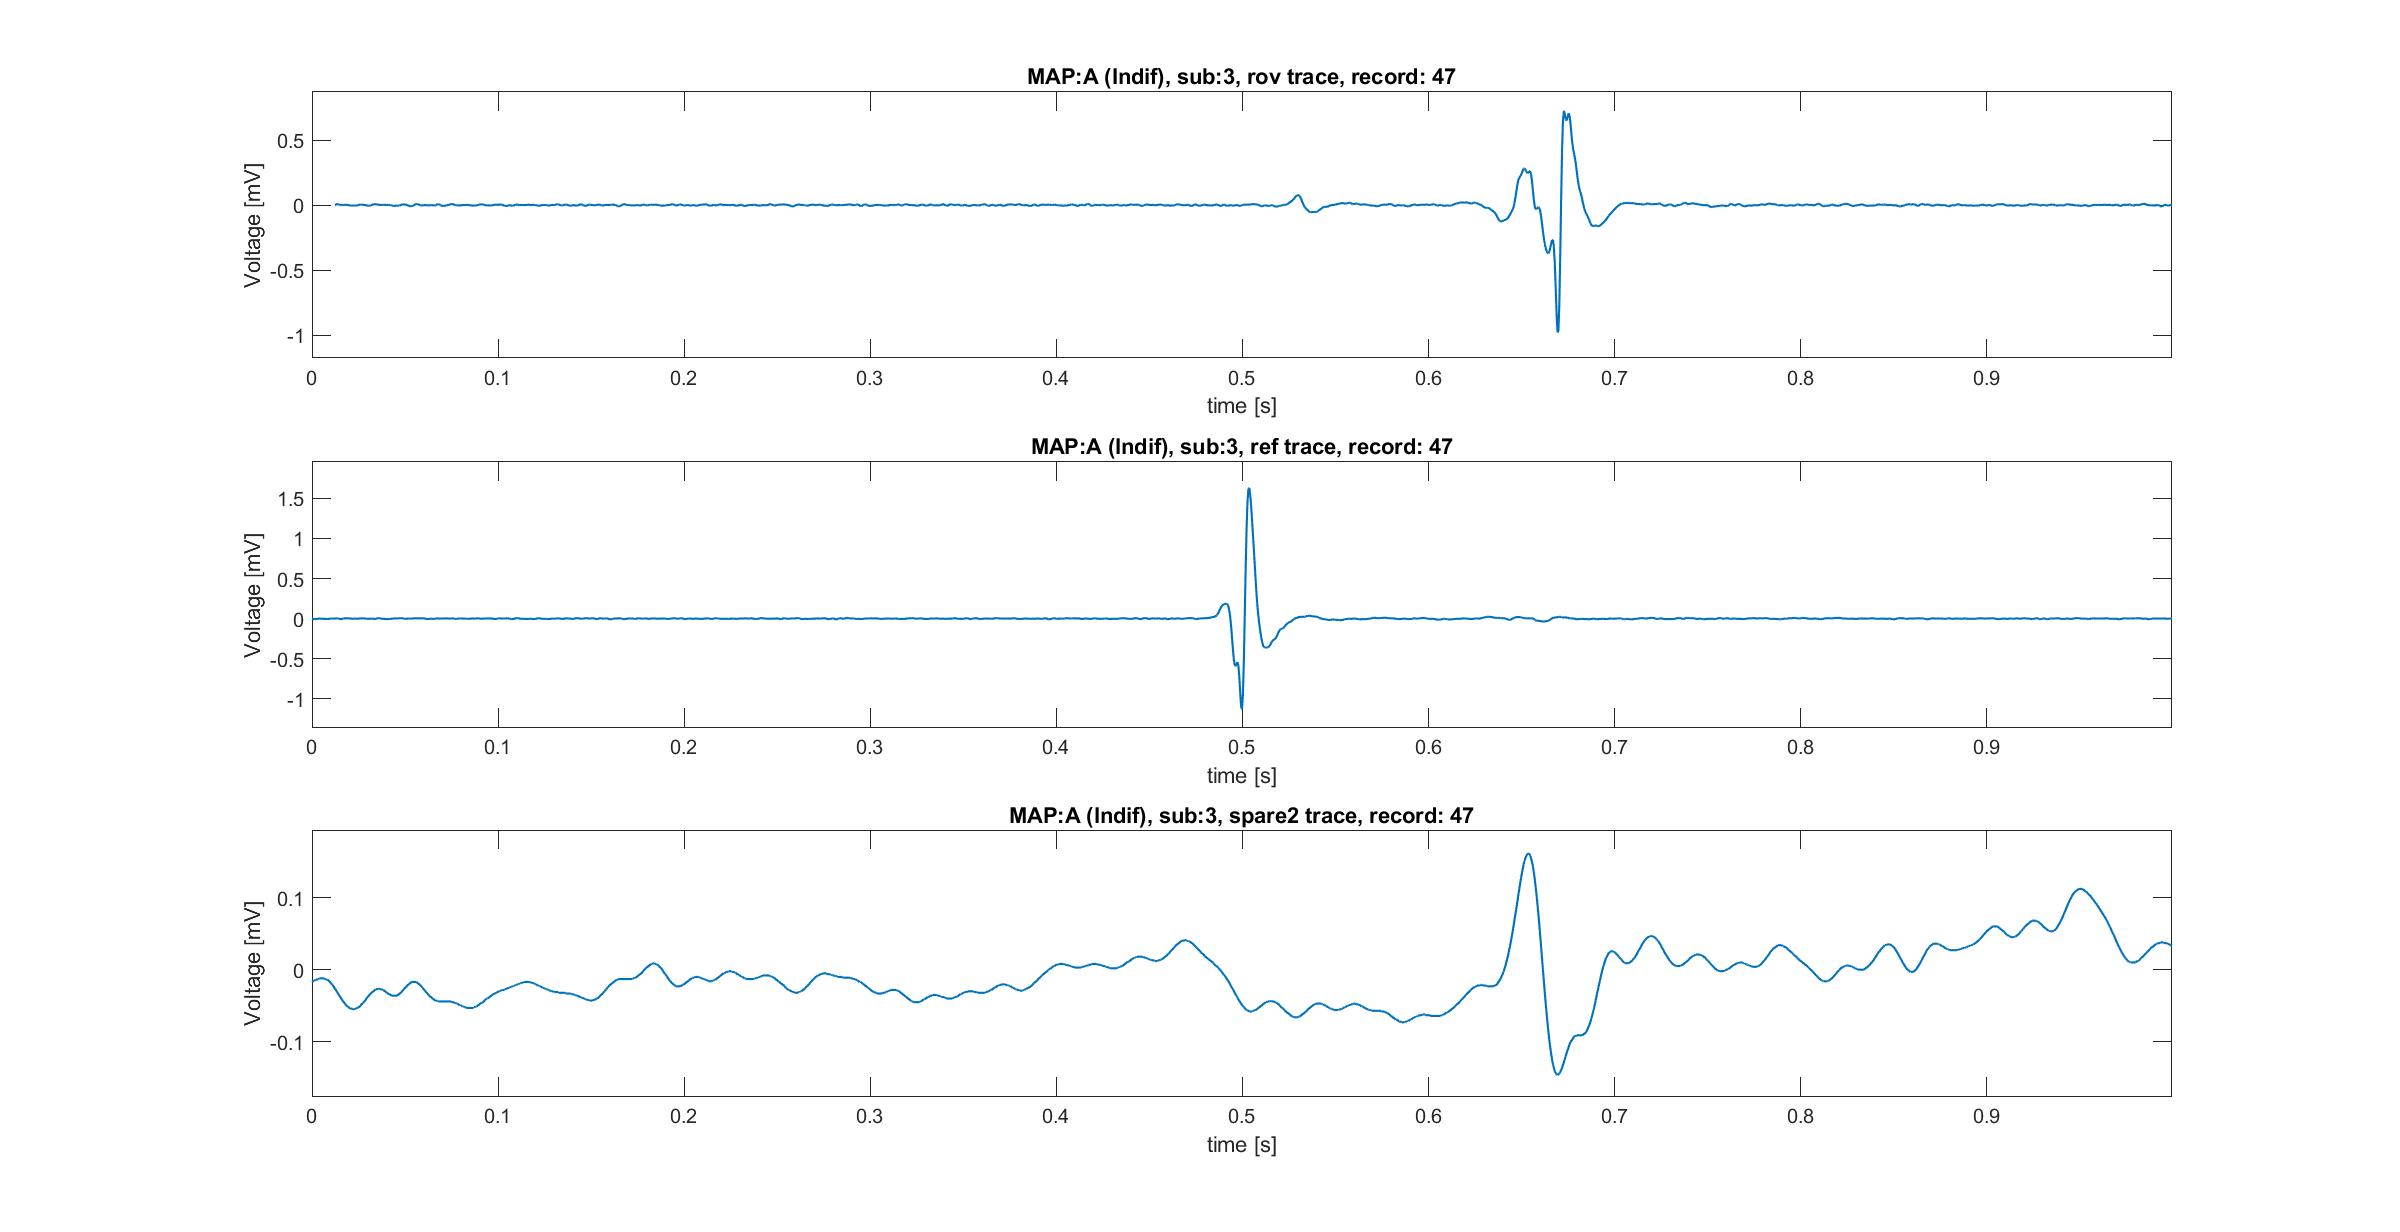 MAP:A (Indif), sub:3, rov trace, record: 47
Voltage [mV]
0.5
0
-0.5
-1
0 0.1 0.2 0.3 0.4 0.5 0.6 0.7 0.8 0.9
time [s]
MAP:A (Indif), sub:3, ref trace, record: 47
Voltage [mV]
1.5
1
0.5
0
-0.5
-1
0 0.1 0.2 0.3 0.4 0.5 0.6 0.7 0.8 0.9
time [s]
MAP:A (Indif), sub:3, spare2 trace, record: 47
Voltage [mV]
0.1
0
-0.1
0 0.1 0.2 0.3 0.4 0.5 0.6 0.7 0.8 0.9
time [s]